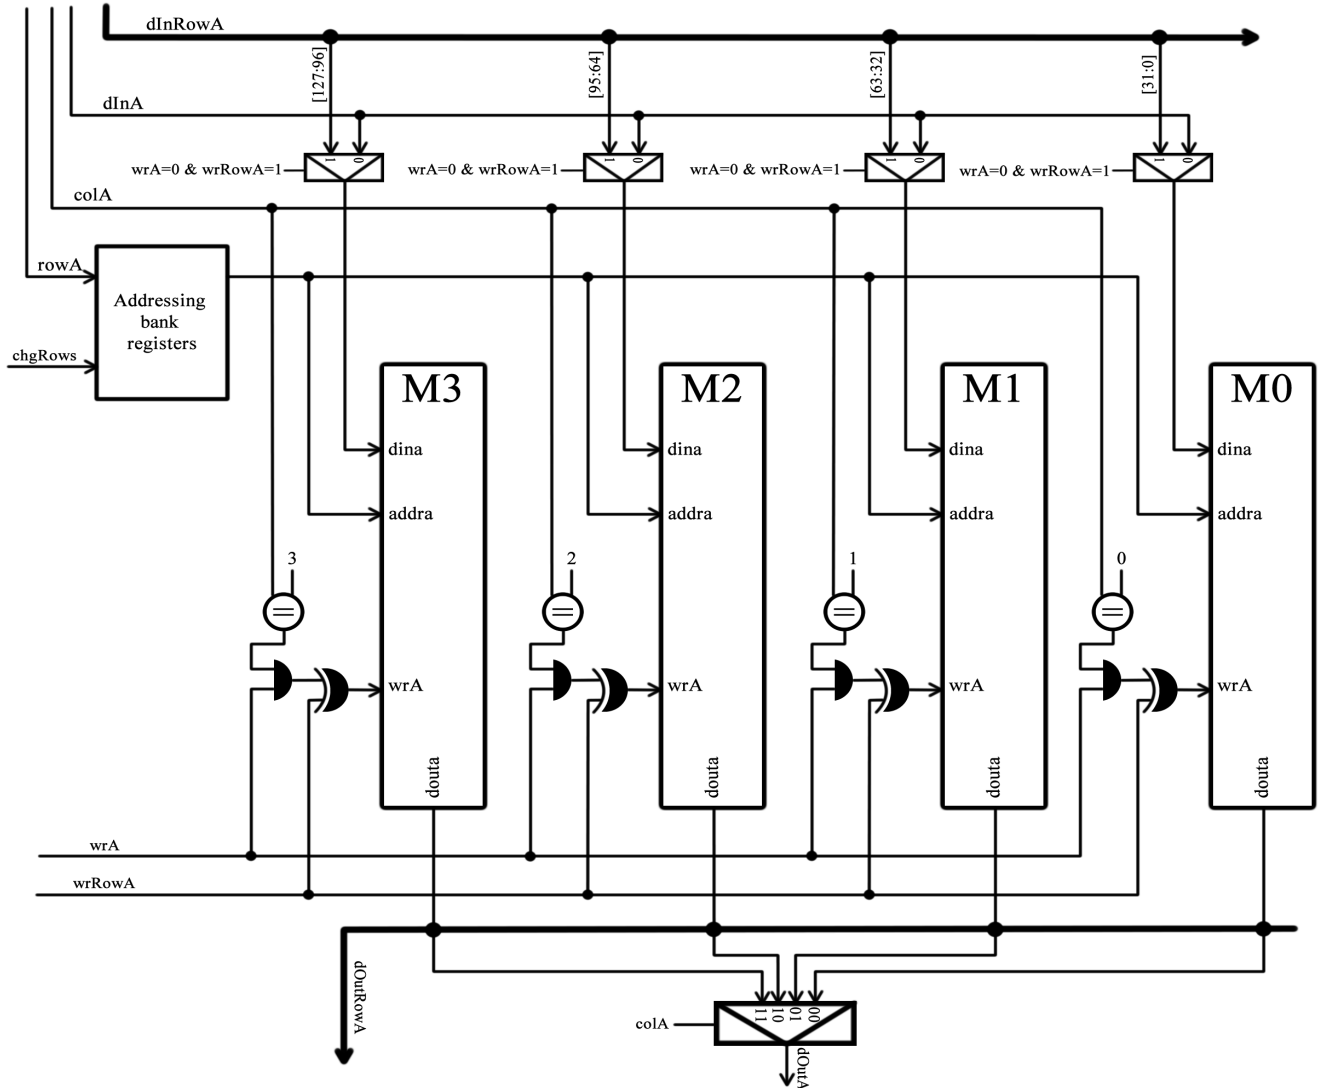 dInRowA
[127:96]
[95:64]
[63:32]
[31:0]
dInA
1
0
1
0
1
0
1
0
wrA=0 & wrRowA=1
wrA=0 & wrRowA=1
wrA=0 & wrRowA=1
wrA=0 & wrRowA=1
colA
rowA
Addressing
bank
registers
chgRows
M3
M2
M1
M0
dina
dina
dina
dina
addra
addra
addra
addra
3
2
1
0
=
=
=
=
wrA
wrA
wrA
wrA
douta
douta
douta
douta
wrA
wrRowA
dOutRowA
11
10
01
00
colA
dOutA